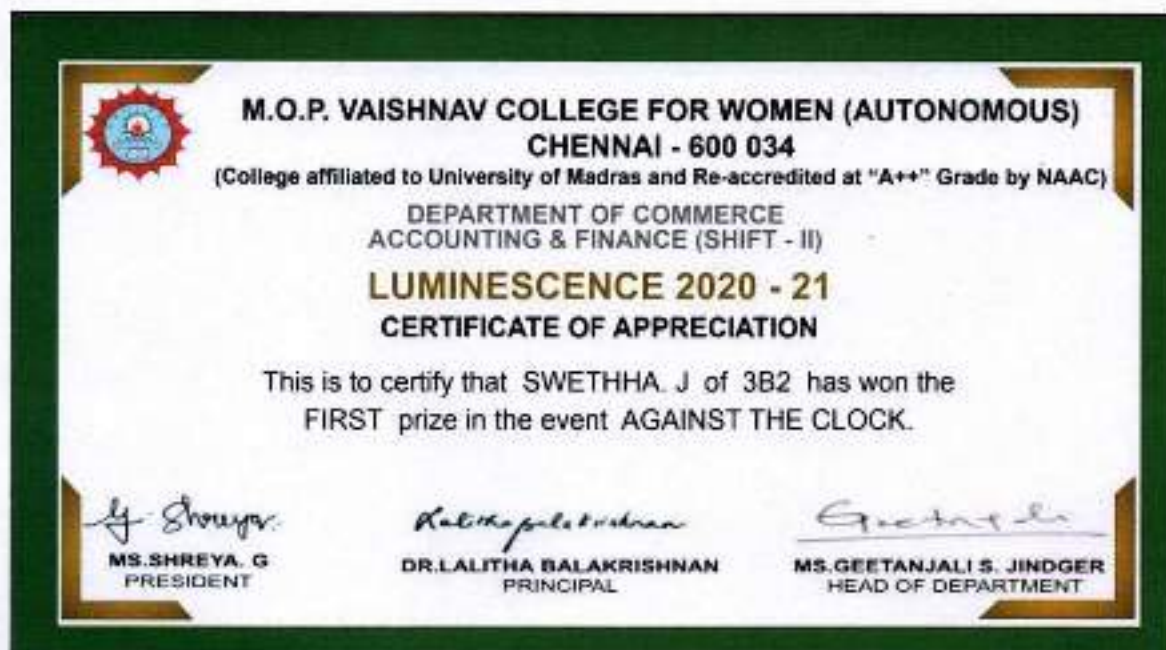 M.O.P. VAISHNAV COLLEGE FOR WOMEN (AUTONOMOUS)
CHENNAI - 600 034
(College affiliated to University of Madras and Re-accredited at "A++" Grade by NAAC)
DEPARTMENT OF COMMERCE
ACCOUNTING & FINANCE (SHIFT - II)
LUMINESCENCE 2020 - 21
CERTIFICATE OF APPRECIATION
This is to certify that SWETHHA. J of 3B2 has won the
FIRST prize in the event AGAINST THE CLOCK.
G. Shreya. Lalithabalakrishnan Geetanjali
MS.SHREYA. G DR.LALITHA BALAKRISHNAN MS.GEETANJALI S. JINDGER
PRESIDENT PRINCIPAL HEAD OF DEPARTMENT